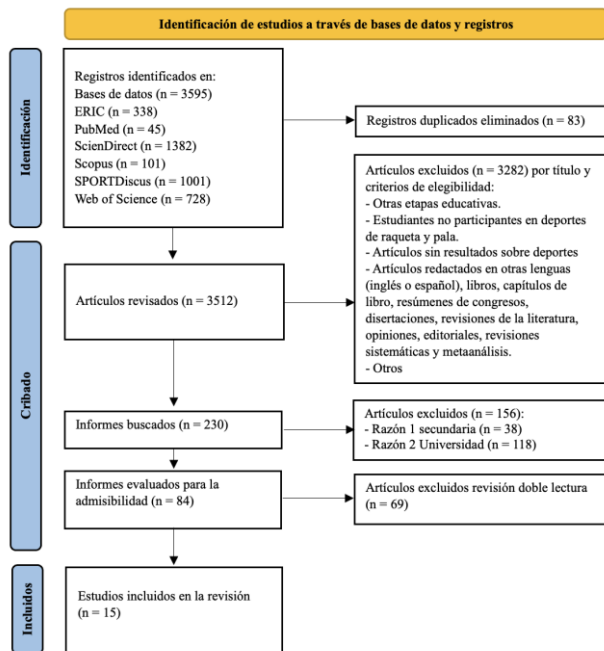 Identificación de estudios a través de bases de datos y registros
Identificación
Registros identificados en:
Bases de datos (n = 3595)
ERIC (n = 338)
PubMed (n = 45)
ScienDirect (n = 1382)
Scopus (n = 101)
SPORTDiscus (n = 1001)
Web of Science (n = 728)
Registros duplicados eliminados (n = 83)
Cribado
Artículos revisados (n = 3512)
Artículos excluidos (n = 3282) por título y
criterios de elegibilidad:
- Otras etapas educativas.
- Estudiantes no participantes en deportes
de raqueta y pala.
- Artículos sin resultados sobre deportes
- Artículos redactados en otras lenguas
(inglés o español), libros, capítulos de
libro, resúmenes de congresos,
disertaciones, revisiones de la literatura,
opiniones, editoriales, revisiones
sistemáticas y metaanálisis.
- Otros
Informes buscados (n = 230)
Artículos excluidos (n = 156):
- Razón 1 secundaria (n = 38)
- Razón 2 Universidad (n = 118)
Informes evaluados para la
admisibilidad (n = 84)
Artículos excluidos revisión doble lectura
(n = 69)
Incluidos
Estudios incluidos en la revisión
(n = 15)